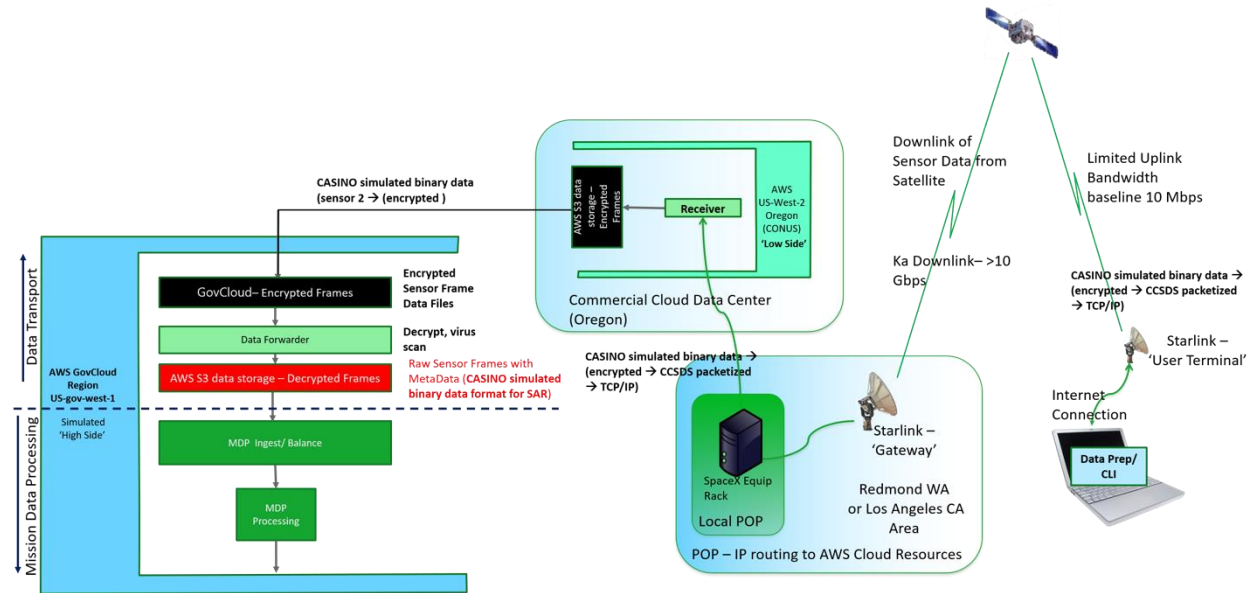 Data Transport
Mission Data Processing
AWS GovCloud
Region
US-gov-west-1
Simulated
'High Side'
CASINO simulated binary data
(sensor 2 → (encrypted )
GovCloud– Encrypted Frames
Encrypted
Sensor Frame
Data Files
Data Forwarder
Decrypt, virus
scan
AWS S3 data storage – Decrypted Frames
Raw Sensor Frames with
MetaData (CASINO simulated
binary data format for SAR)
MDP Ingest/ Balance
MDP
Processing
AWS S3 data
storage – Encrypted
Frames
Receiver
AWS
US-West-2
Oregon
(CONUS)
'Low Side'
Commercial Cloud Data Center
(Oregon)
CASINO simulated binary data →
(encrypted → CCSDS packetized
→ TCP/IP)
SpaceX Equip
Rack
Local POP
Starlink –
'Gateway'
Redmond WA
or Los Angeles CA
Area
POP – IP routing to AWS Cloud Resources
Downlink of
Sensor Data from
Satellite
Ka Downlink– >10
Gbps
Limited Uplink
Bandwidth
baseline 10 Mbps
CASINO simulated binary data →
(encrypted → CCSDS packetized
→ TCP/IP)
Starlink –
'User Terminal'
Internet
Connection
Data Prep/
CLI